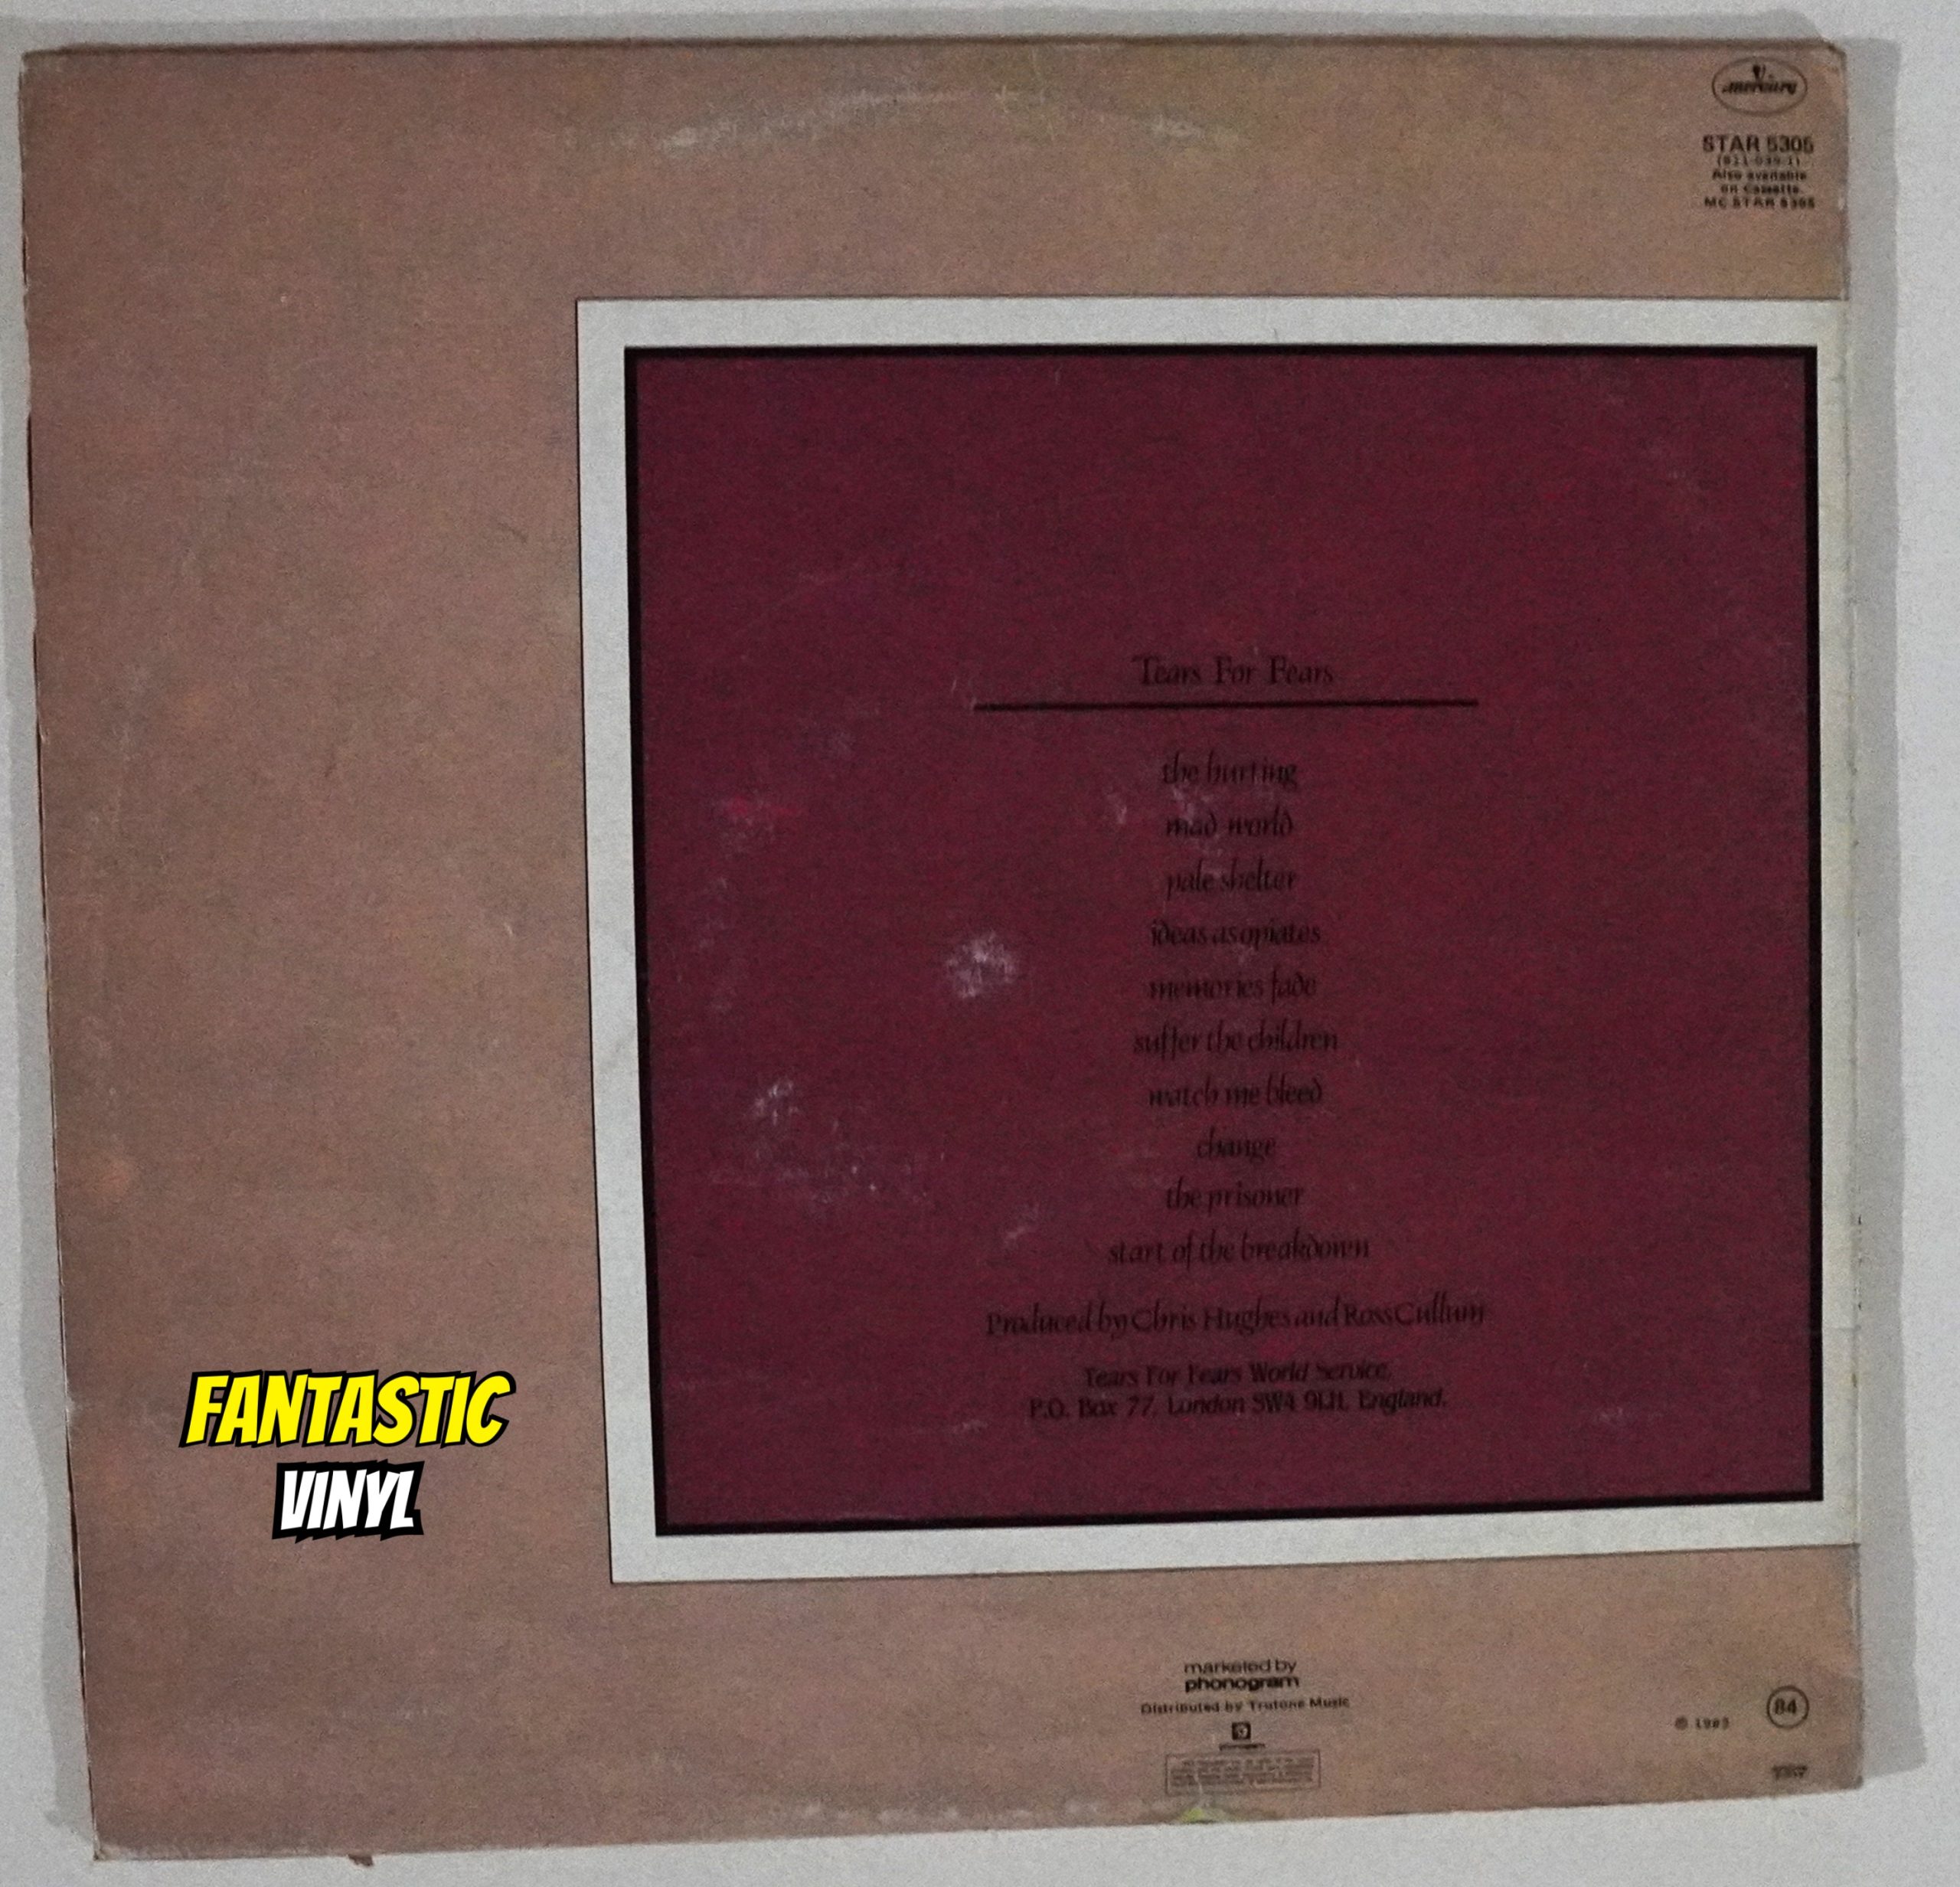 mercury
STAR 5305
(811-039-1)
Also available
on Cassette.
MC STAR 5305
Tears For Fears
the hurting
mad world
pale shelter
ideas as opiates
memories fade
suffer the children
watch me bleed
change
the prisoner
start of the breakdown
Produced by Chris Hughes and Ross Cullum
Tears For Fears World Service,
P.O. Box 77, London SW4 9LH, England.
FANTASTIC
VINYL
marketed by
phonogram
Distributed by Trutone Music
84
℗ 1983